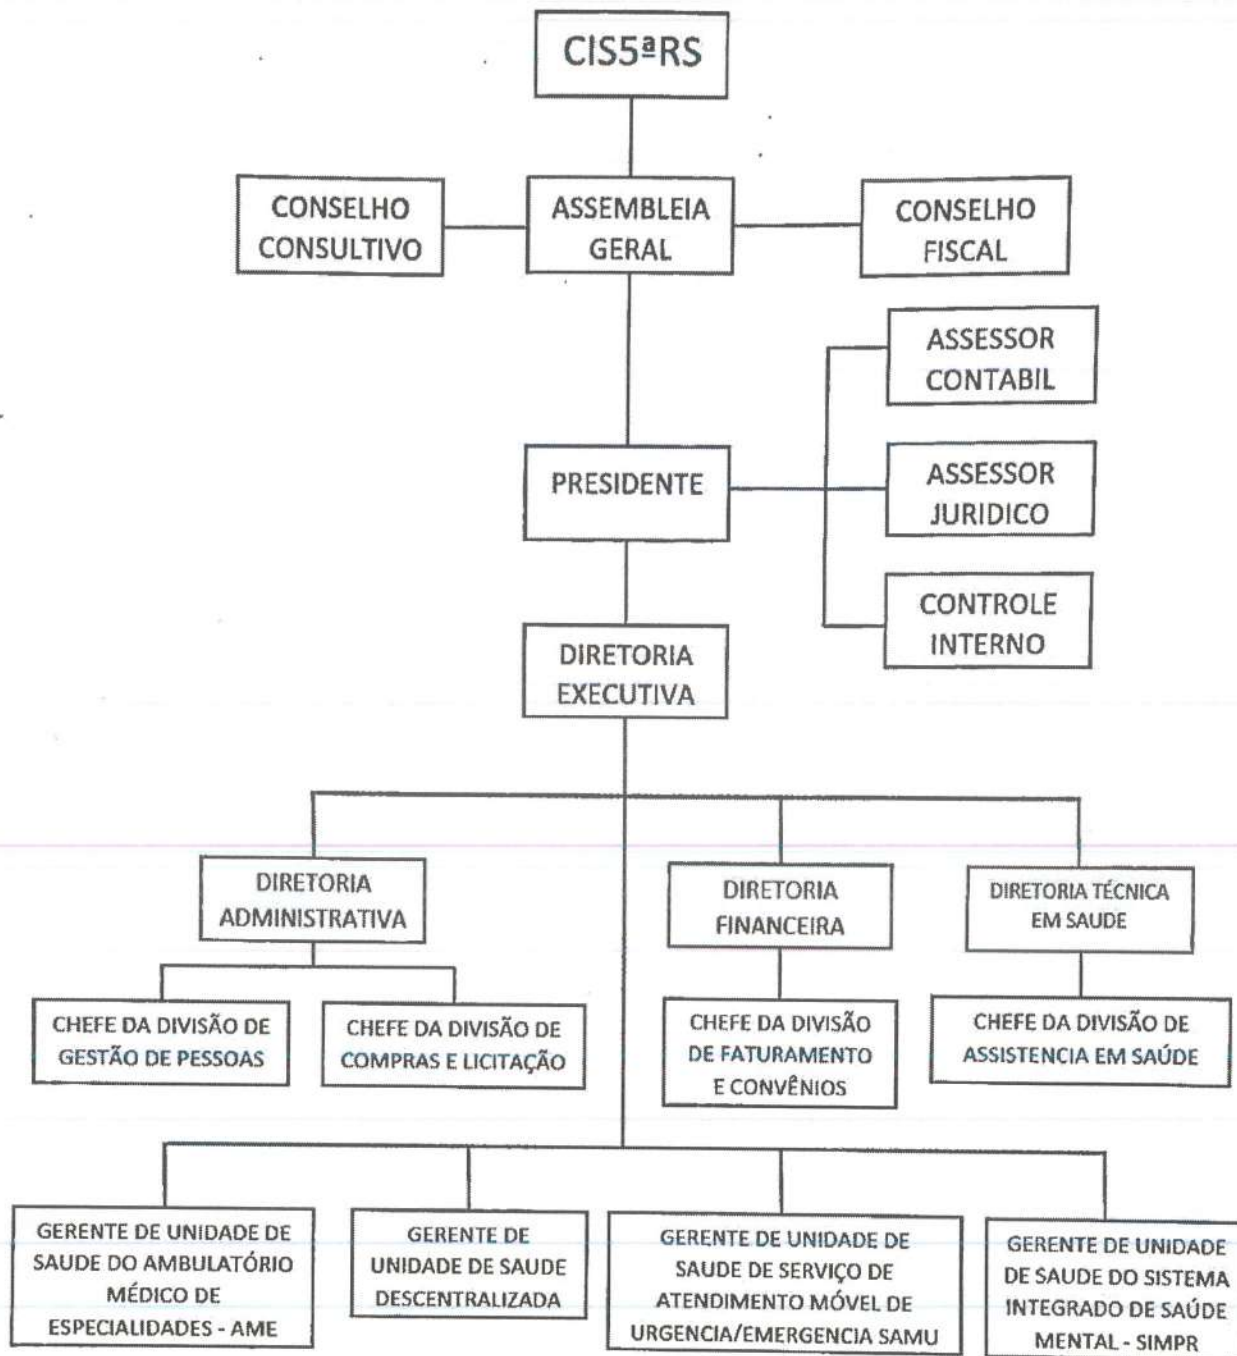 CIS5ªRS
CONSELHO
CONSULTIVO
ASSEMBLEIA
GERAL
CONSELHO
FISCAL
ASSESSOR
CONTABIL
PRESIDENTE
ASSESSOR
JURIDICO
CONTROLE
INTERNO
DIRETORIA
EXECUTIVA
DIRETORIA
ADMINISTRATIVA
DIRETORIA
FINANCEIRA
DIRETORIA TÉCNICA
EM SAUDE
CHEFE DA DIVISÃO DE
GESTÃO DE PESSOAS
CHEFE DA DIVISÃO DE
COMPRAS E LICITAÇÃO
CHEFE DA DIVISÃO
DE FATURAMENTO
E CONVÊNIOS
CHEFE DA DIVISÃO DE
ASSISTENCIA EM SAÚDE
GERENTE DE UNIDADE DE
SAUDE DO AMBULATÓRIO
MÉDICO DE
ESPECIALIDADES - AME
GERENTE DE
UNIDADE DE SAUDE
DESCENTRALIZADA
GERENTE DE UNIDADE DE
SAUDE DE SERVIÇO DE
ATENDIMENTO MÓVEL DE
URGENCIA/EMERGENCIA SAMU
GERENTE DE UNIDADE
DE SAUDE DO SISTEMA
INTEGRADO DE SAÚDE
MENTAL - SIMPR